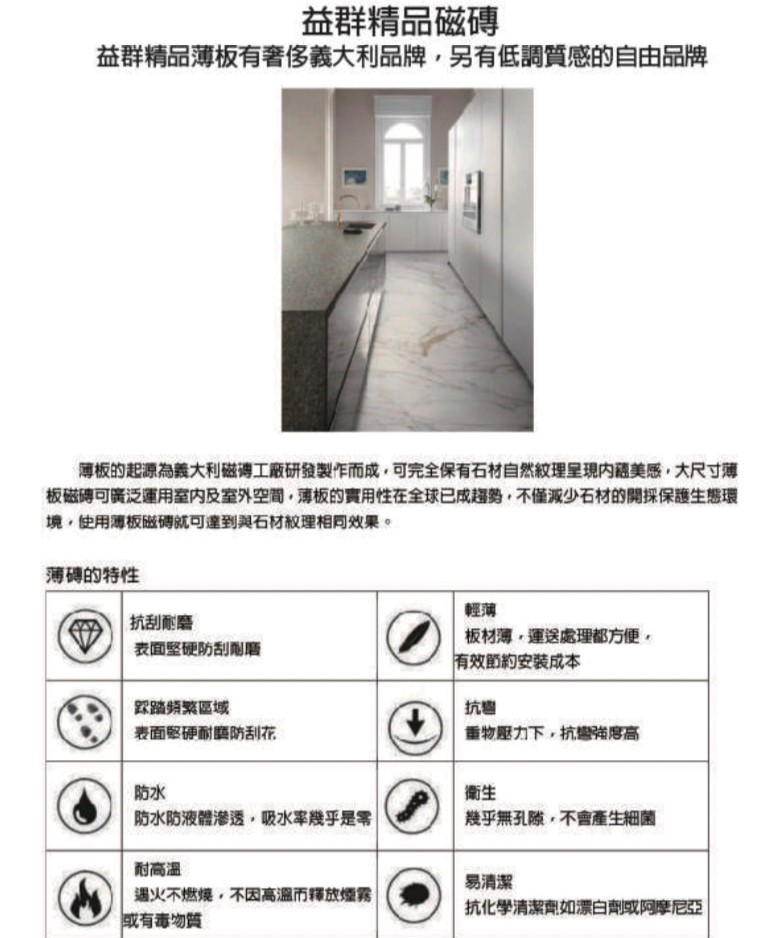 益群精品磁磚
益群精品薄板有奢侈義大利品牌，另有低調質感的自由品牌
薄板的起源為義大利磁磚工廠研發製作而成，可完全保有石材自然紋理呈現內蘊美感，大尺寸薄
板磁磚可廣泛運用室內及室外空間，薄板的實用性在全球已成趨勢，不僅減少石材的開採保護生態環
境，使用薄板磁磚就可達到與石材紋理相同效果。
薄磚的特性
抗刮耐磨
表面堅硬防刮耐磨
輕薄
板材薄，運送處理都方便，
有效節約安裝成本
踩踏頻繁區域
表面堅硬耐磨防刮花
抗彎
重物壓力下，抗彎強度高
防水
防水防液體滲透，吸水率幾乎是零
衛生
幾乎無孔隙，不會產生細菌
耐高溫
遇火不燃燒，不因高溫而釋放煙霧
或有毒物質
易清潔
抗化學清潔劑如漂白劑或阿摩尼亞